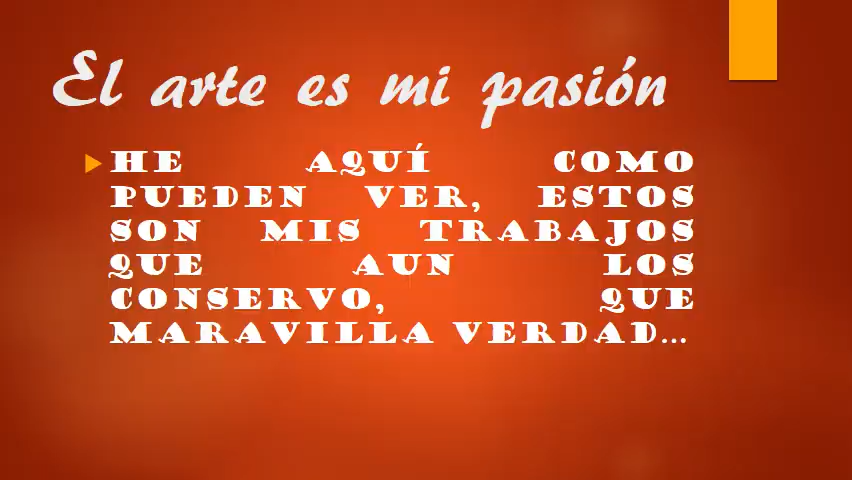 El arte es mi pasión
HE AQUÍ COMO
PUEDEN VER, ESTOS
SON MIS TRABAJOS
QUE AUN LOS
CONSERVO, QUE
MARAVILLA VERDAD...